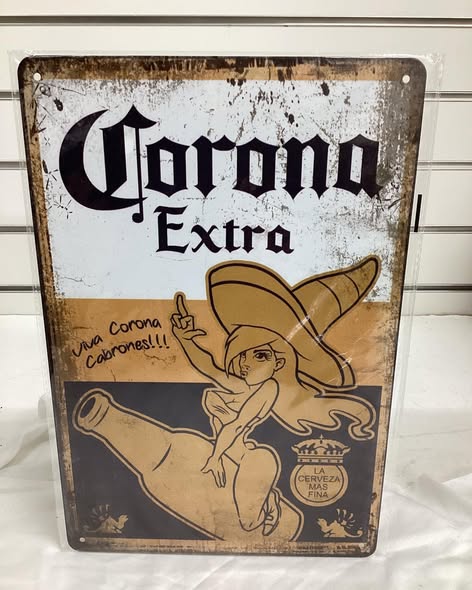 Corona
Extra
Viva Corona
Cabrones!!!
LA
CERVEZA
MAS
FINA